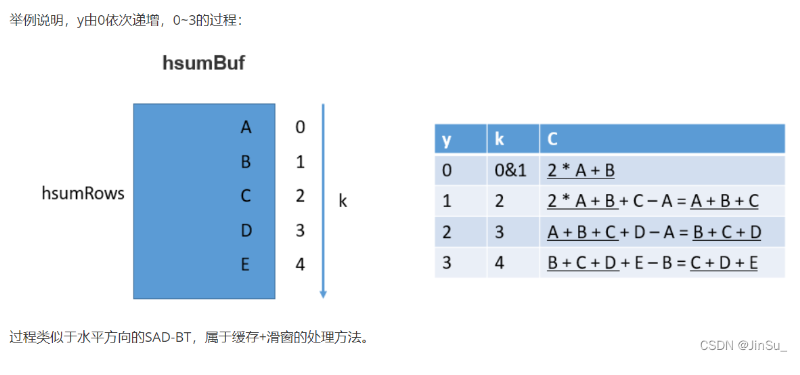 举例说明，y由0依次递增，0~3的过程：
hsumBuf
hsumRows
A 0
B 1
C 2
D 3
E 4
k
y k C
0 0&1 2 * A + B
1 2 2 * A + B + C – A = A + B + C
2 3 A + B + C + D – A = B + C + D
3 4 B + C + D + E – B = C + D + E
过程类似于水平方向的SAD-BT，属于缓存+滑窗的处理方法。
CSDN @JinSu_